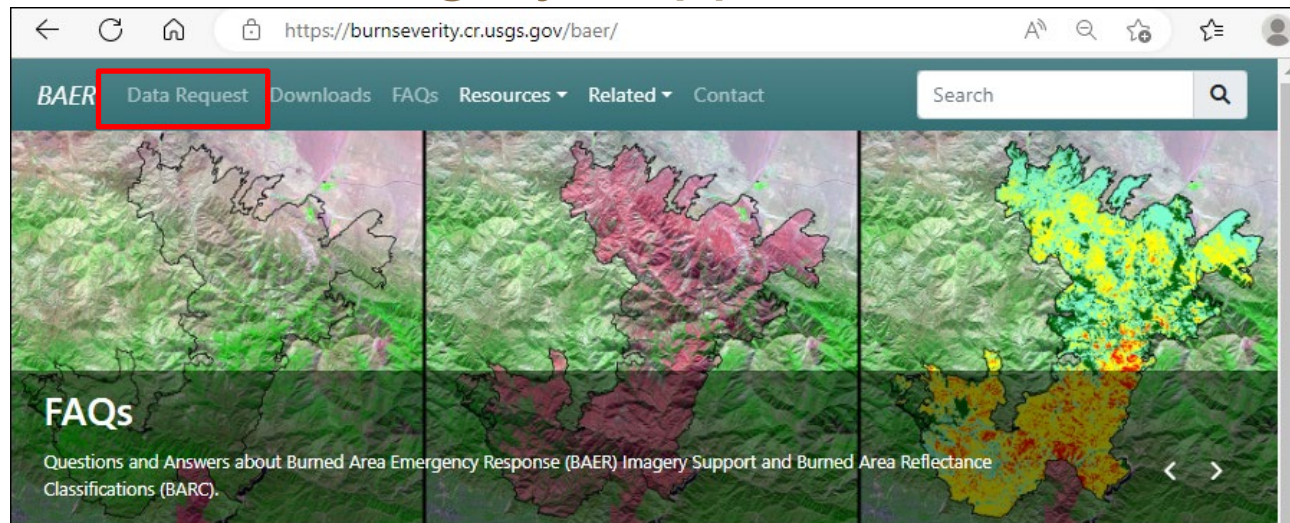 https://burnseverity.cr.usgs.gov/baer/
BAER Data Request Downloads FAQs Resources Related Contact Search
FAQs
Questions and Answers about Burned Area Emergency Response (BAER) Imagery Support and Burned Area Reflectance
Classifications (BARC).